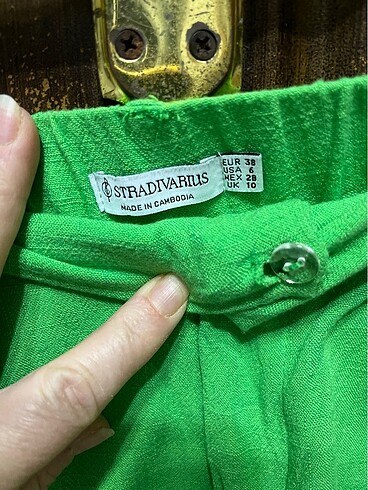 STRADIVARIUS
MADE IN CAMBODIA
EUR 38
USA 6
MEX 28
UK 10